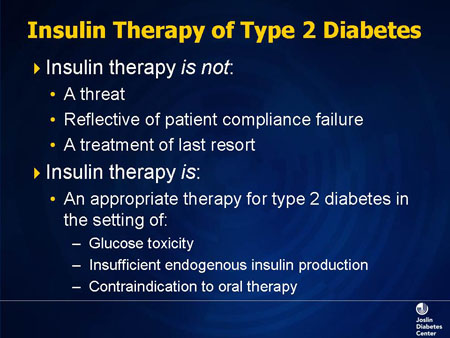 Insulin Therapy of Type 2 Diabetes
Insulin therapy is not:
• A threat
• Reflective of patient compliance failure
• A treatment of last resort
Insulin therapy is:
• An appropriate therapy for type 2 diabetes in
the setting of:
– Glucose toxicity
– Insufficient endogenous insulin production
– Contraindication to oral therapy
Joslin
Diabetes
Center